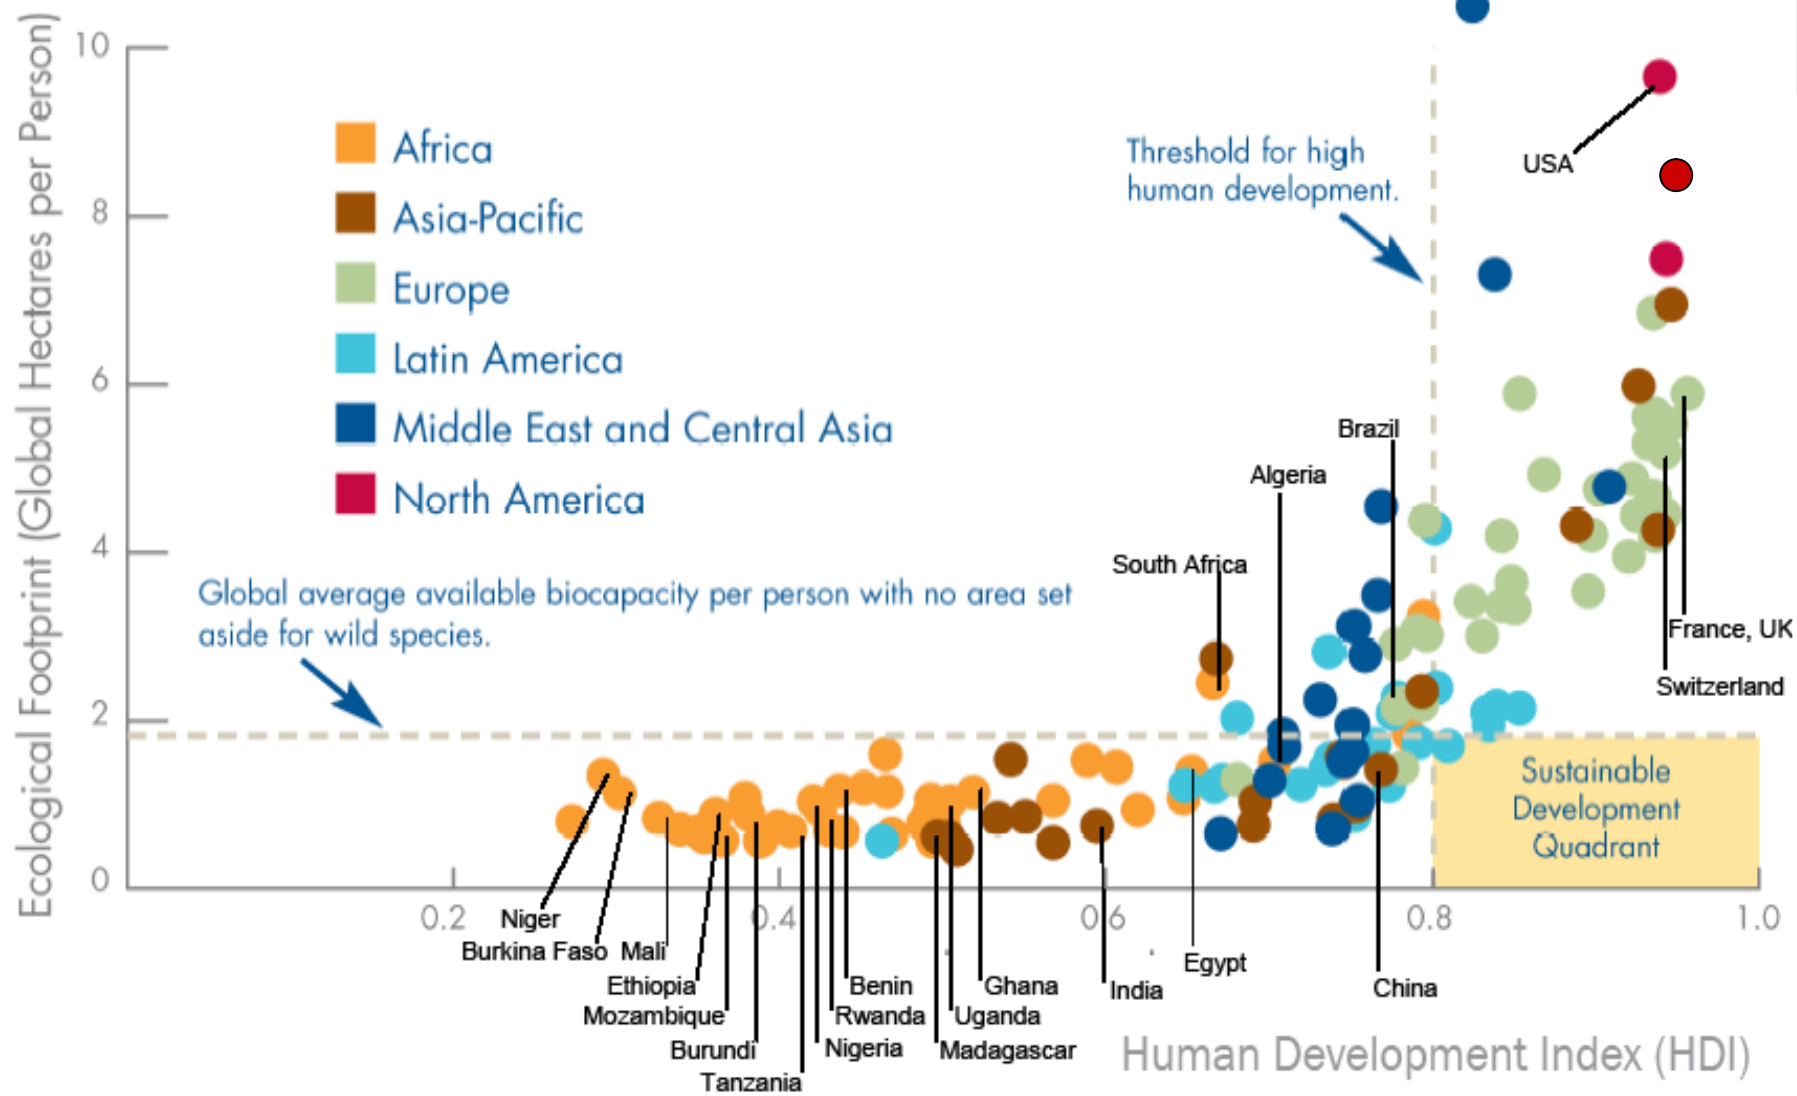 Ecological Footprint (Global Hectares per Person)
10
8
6
4
2
0
Africa
Asia-Pacific
Europe
Latin America
Middle East and Central Asia
North America
Threshold for high
human development.
USA
Global average available biocapacity per person with no area set
aside for wild species.
Brazil
Algeria
South Africa
France, UK
Switzerland
Sustainable
Development
Quadrant
0.2
0.4
06
0.8
1.0
Niger
Burkina Faso
Mali
Ethiopia
Mozambique
Burundi
Tanzania
Benin
Rwanda
Nigeria
Ghana
Uganda
Madagascar
India
Egypt
China
Human Development Index (HDI)